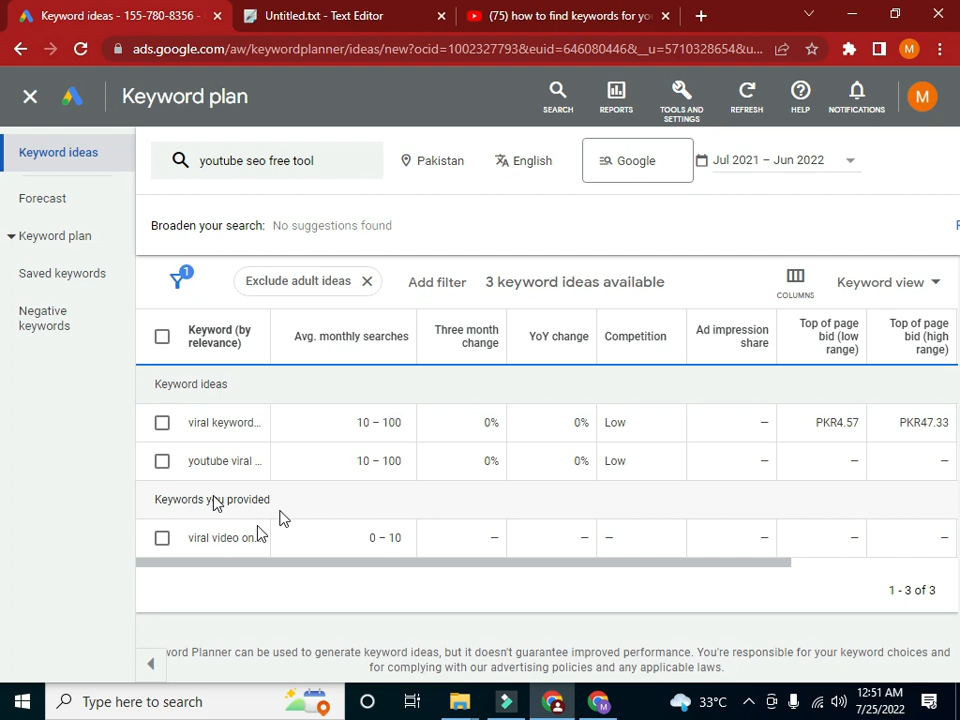 Keyword ideas - 155-780-8356 -
Untitled.txt - Text Editor
(75) how to find keywords for yo
ads.google.com/aw/keywordplanner/ideas/new?ocid=1002327793&euid=646080446&__u=5710328654&u...
M
Keyword plan
SEARCH
REPORTS
TOOLS AND SETTINGS
REFRESH
HELP
NOTIFICATIONS
M
Keyword ideas
Forecast
Keyword plan
Saved keywords
Negative keywords
youtube seo free tool
Pakistan
English
Google
Jul 2021 – Jun 2022
Broaden your search: No suggestions found
1
Exclude adult ideas
Add filter
3 keyword ideas available
COLUMNS
Keyword view
Keyword (by relevance) Avg. monthly searches Three month change YoY change Competition Ad impression share Top of page bid (low range) Top of page bid (high range)
Keyword ideas
viral keyword... 10 – 100 0% 0% Low — PKR4.57 PKR47.33
youtube viral ... 10 – 100 0% 0% Low — — —
Keywords you provided
viral video on... 0 – 10 — — — — — —
1 - 3 of 3
word Planner can be used to generate keyword ideas, but it doesn't guarantee improved performance. You're responsible for your keyword choices and
for complying with our advertising policies and any applicable laws.
Type here to search
33°C
12:51 AM
7/25/2022